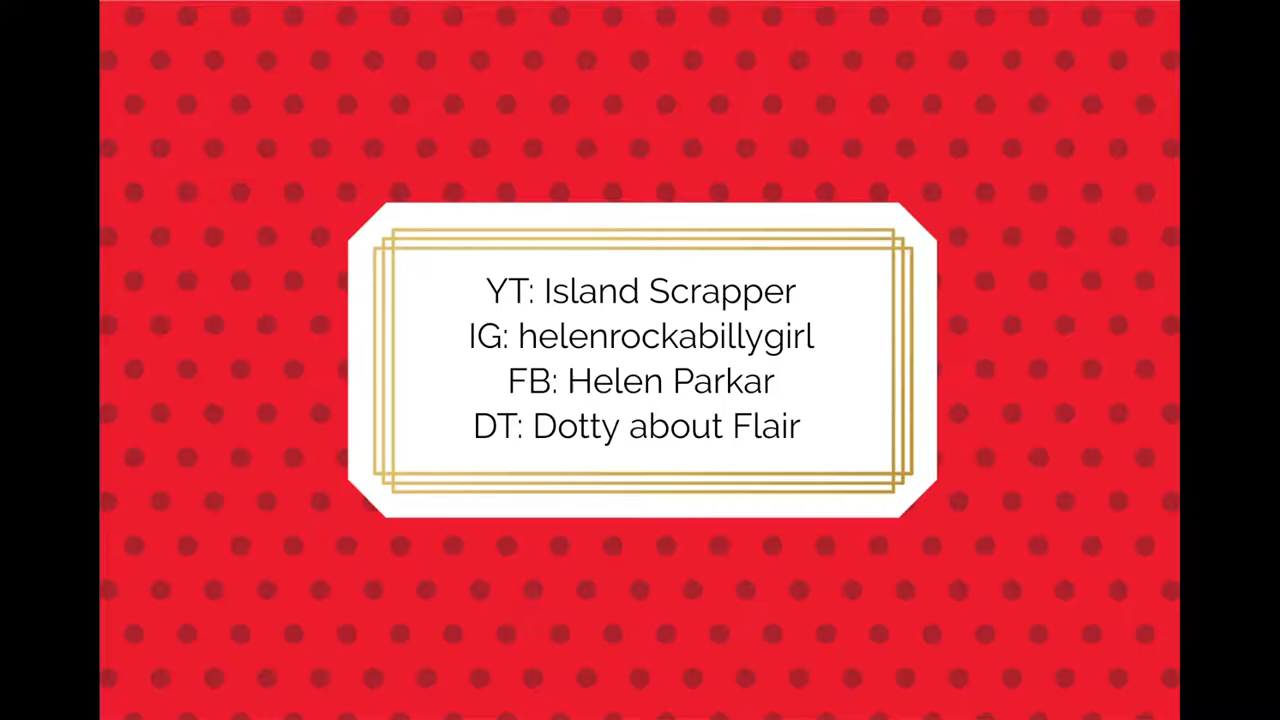 YT: Island Scrapper
IG: helenrockabillygirl
FB: Helen Parkar
DT: Dotty about Flair